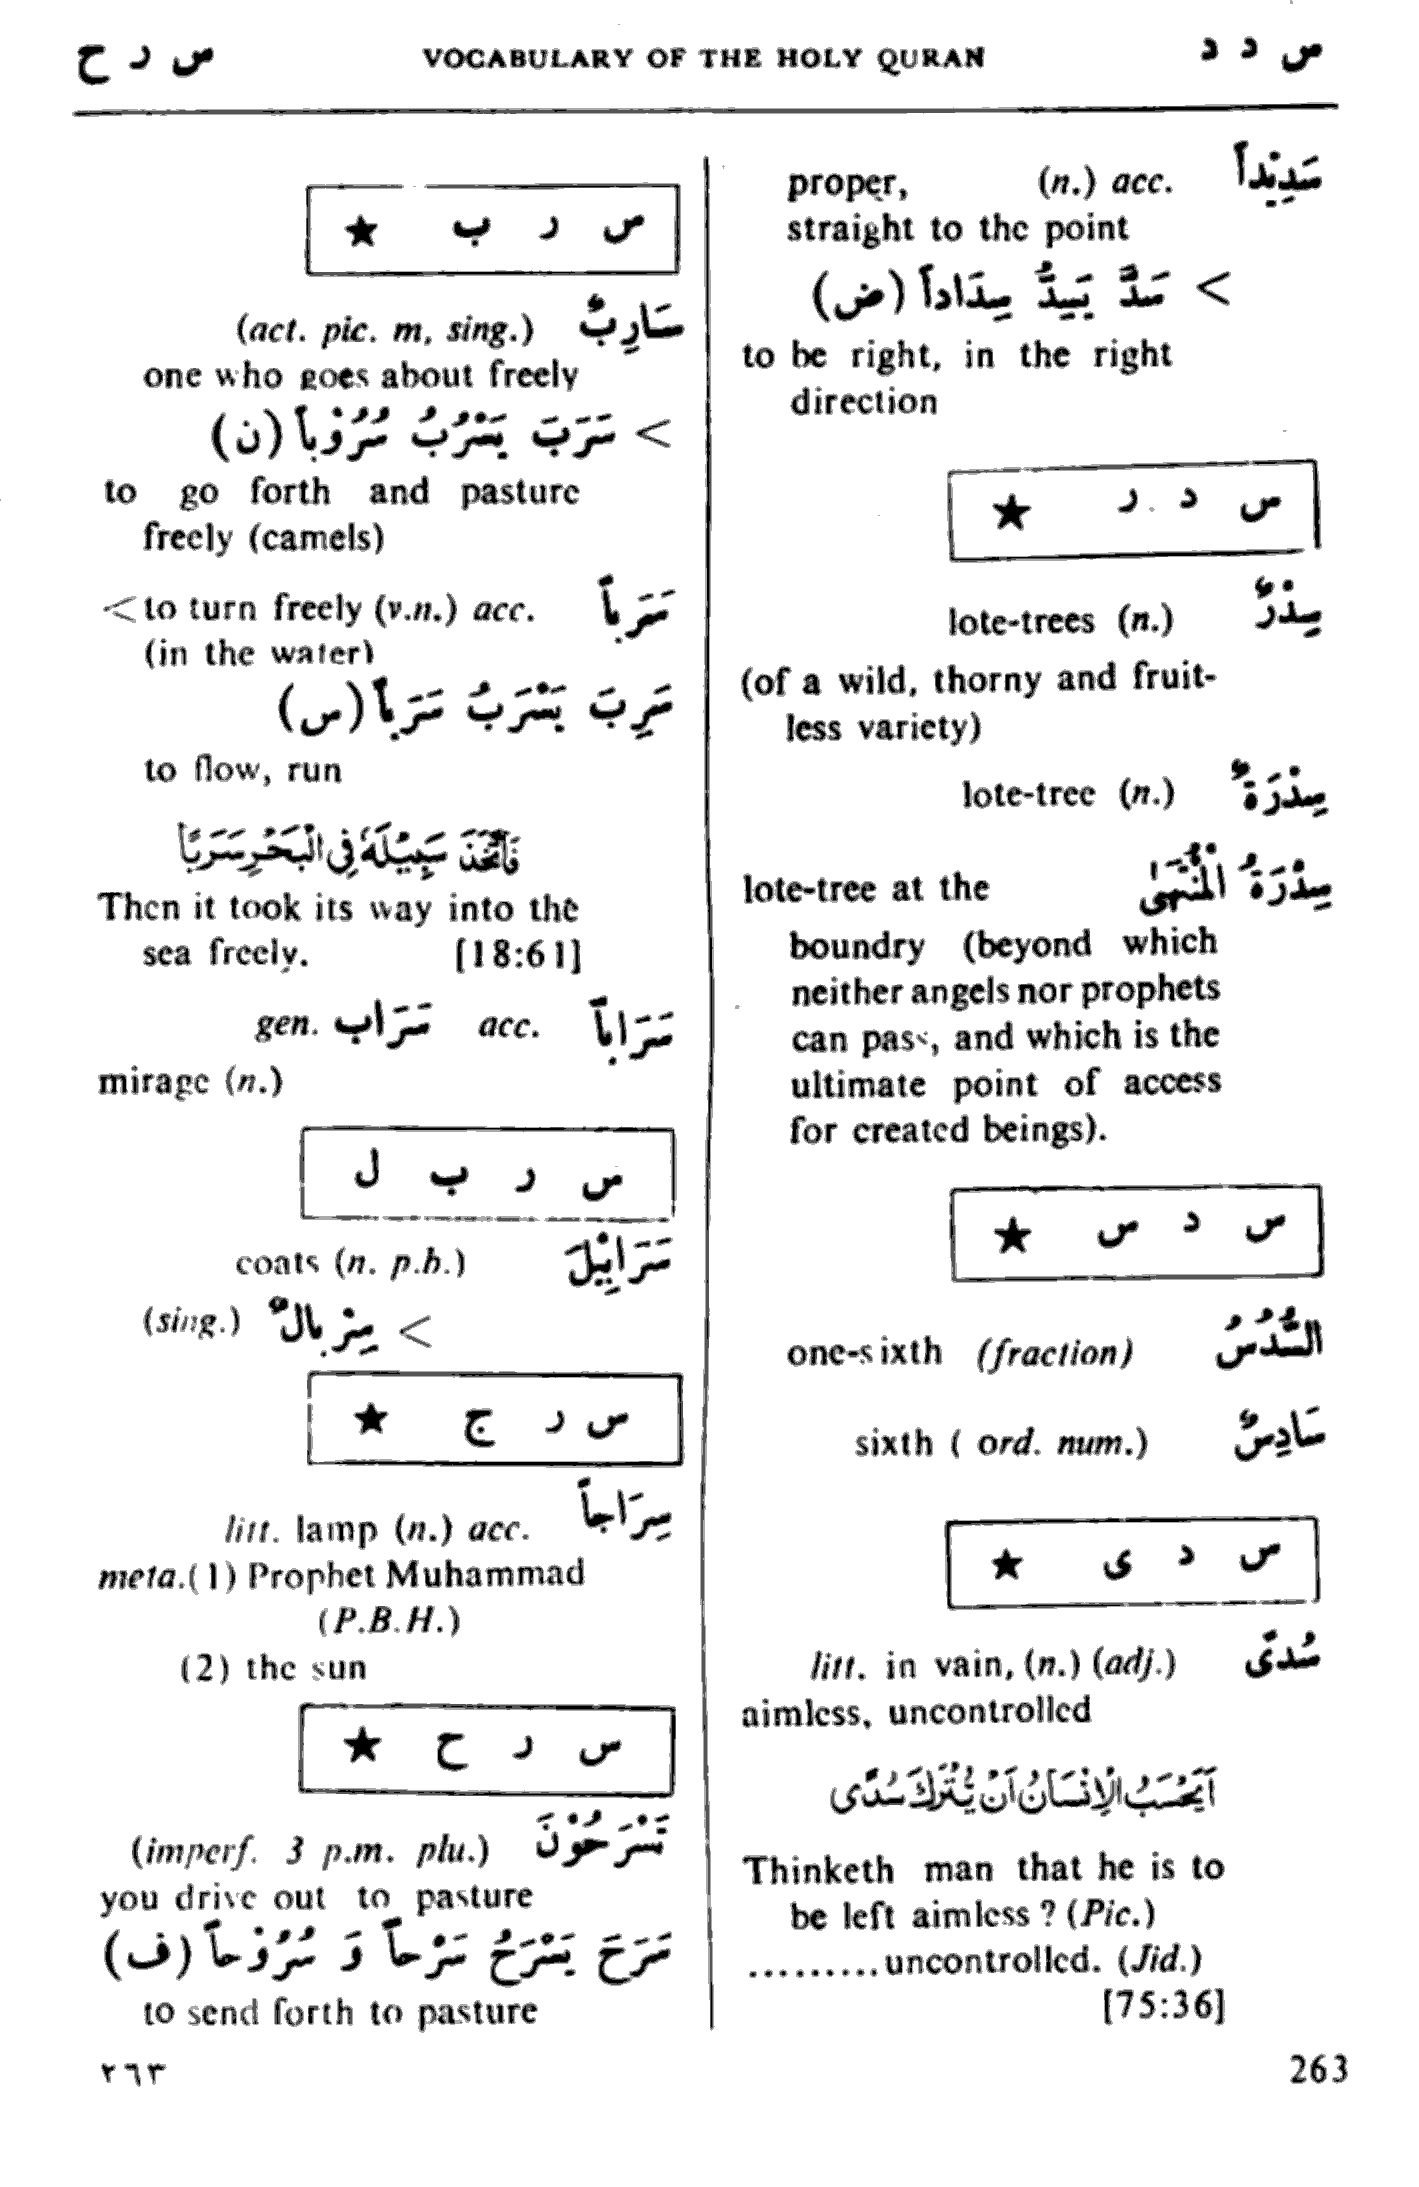 س ر ح VOCABULARY OF THE HOLY QURAN س د د
proper, (n.) acc. سَدِيْداً
straight to the point
(ض) سَدَّ يَسِدُّ سِدَاداً >
to be right, in the right
direction
★ س د ر
lote-trees (n.) سِدْرٌ
(of a wild, thorny and fruit-
less variety)
lote-tree (n.) سِدْرَةٌ
lote-tree at the سِدْرَةُ الْمُنْتَهٰى
boundry (beyond which
neither angels nor prophets
can pass, and which is the
ultimate point of access
for created beings).
★ س د س
one-sixth (fraction) السُّدُسُ
sixth ( ord. num.) سَادِسٌ
★ س د ى
litt. in vain, (n.) (adj.) سُدًى
aimless, uncontrolled
اَيَحْسَبُ الْاِنْسَانُ اَنْ يُّتْرَكَ سُدًى
Thinketh man that he is to
be left aimless ? (Pic.)
..........uncontrolled. (Jid.)
[75:36]
★ س ر ب
(act. pic. m, sing.) سَارِبٌ
one who goes about freely
(ن) سَرَبَ يَسْرُبُ سُرُوْباً >
to go forth and pasture
freely (camels)
< to turn freely (v.n.) acc. سَرَباً
(in the water)
(س) سَرِبَ يَسْرَبُ سَرَباً
to flow, run
فَاتَّخَذَ سَبِيْلَهٗ فِى الْبَحْرِ سَرَبًا
Then it took its way into the
sea freely. [18:61]
gen. سَرَاب acc. سَرَاباً
mirage (n.)
س ر ب ل
coats (n. p.b.) سَرَابِيْلَ
(sing.) سِرْبالٌ >
★ س ر ج
litt. lamp (n.) acc. سِرَاجاً
meta.(1) Prophet Muhammad
(P.B.H.)
(2) the sun
★ س ر ح
(imperf. 3 p.m. plu.) تَسْرَحُوْنَ
you drive out to pasture
(ف) سَرَحَ يَسْرَحُ سَرْحاً وَ سُرُوْحاً
to send forth to pasture
٢٦٣ 263